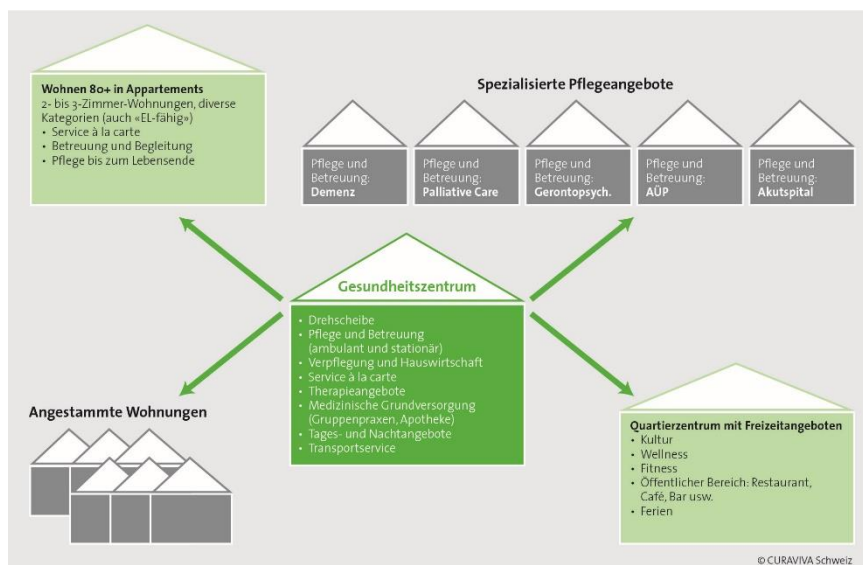 Wohnen 80+ in Appartements
2- bis 3-Zimmer-Wohnungen, diverse
Kategorien (auch «EL-fähig»)
• Service à la carte
• Betreuung und Begleitung
• Pflege bis zum Lebensende
Spezialisierte Pflegeangebote
Pflege und
Betreuung:
Demenz
Pflege und
Betreuung:
Palliative Care
Pflege und
Betreuung:
Gerontopsych.
Pflege und
Betreuung:
AÜP
Pflege und
Betreuung:
Akutspital
Gesundheitszentrum
• Drehscheibe
• Pflege und Betreuung
(ambulant und stationär)
• Verpflegung und Hauswirtschaft
• Service à la carte
• Therapieangebote
• Medizinische Grundversorgung
(Gruppenpraxen, Apotheke)
• Tages- und Nachtangebote
• Transportservice
Angestammte Wohnungen
Quartierzentrum mit Freizeitangeboten
• Kultur
• Wellness
• Fitness
• Öffentlicher Bereich: Restaurant,
Café, Bar usw.
• Ferien
© CURAVIVA Schweiz